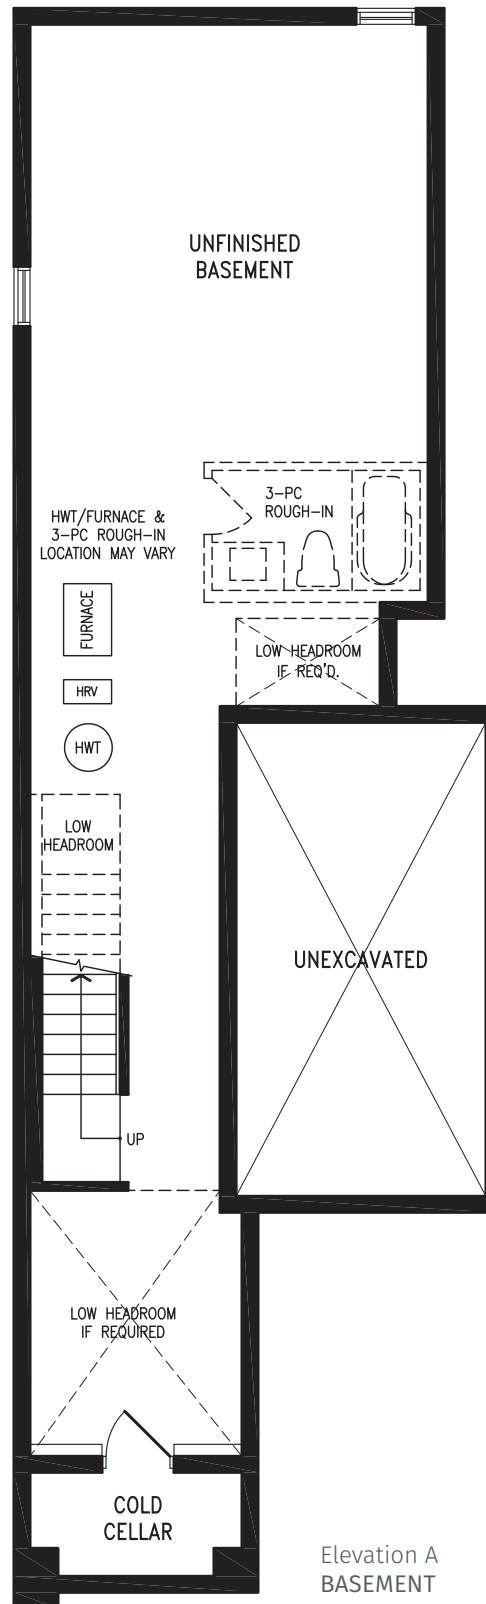 UNFINISHED
BASEMENT
3-PC
ROUGH-IN
HWT/FURNACE &
3-PC ROUGH-IN
LOCATION MAY VARY
FURNACE
LOW HEADROOM
IF REQ'D.
HRV
HWT
LOW
HEADROOM
UNEXCAVATED
UP
LOW HEADROOM
IF REQUIRED
COLD
CELLAR
Elevation A
BASEMENT